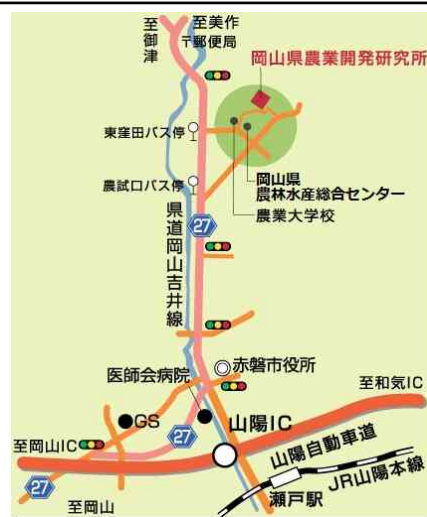 至美作
至御津
〒郵便局
岡山県農業開発研究所
東窪田バス停
岡山県
農林水産総合センター
農業大学校
農試口バス停
県道岡山吉井線
27
赤磐市役所
医師会病院
至和気IC
GS
山陽IC
27
至岡山IC
山陽自動車道
JR山陽本線
27
至岡山
瀬戸駅